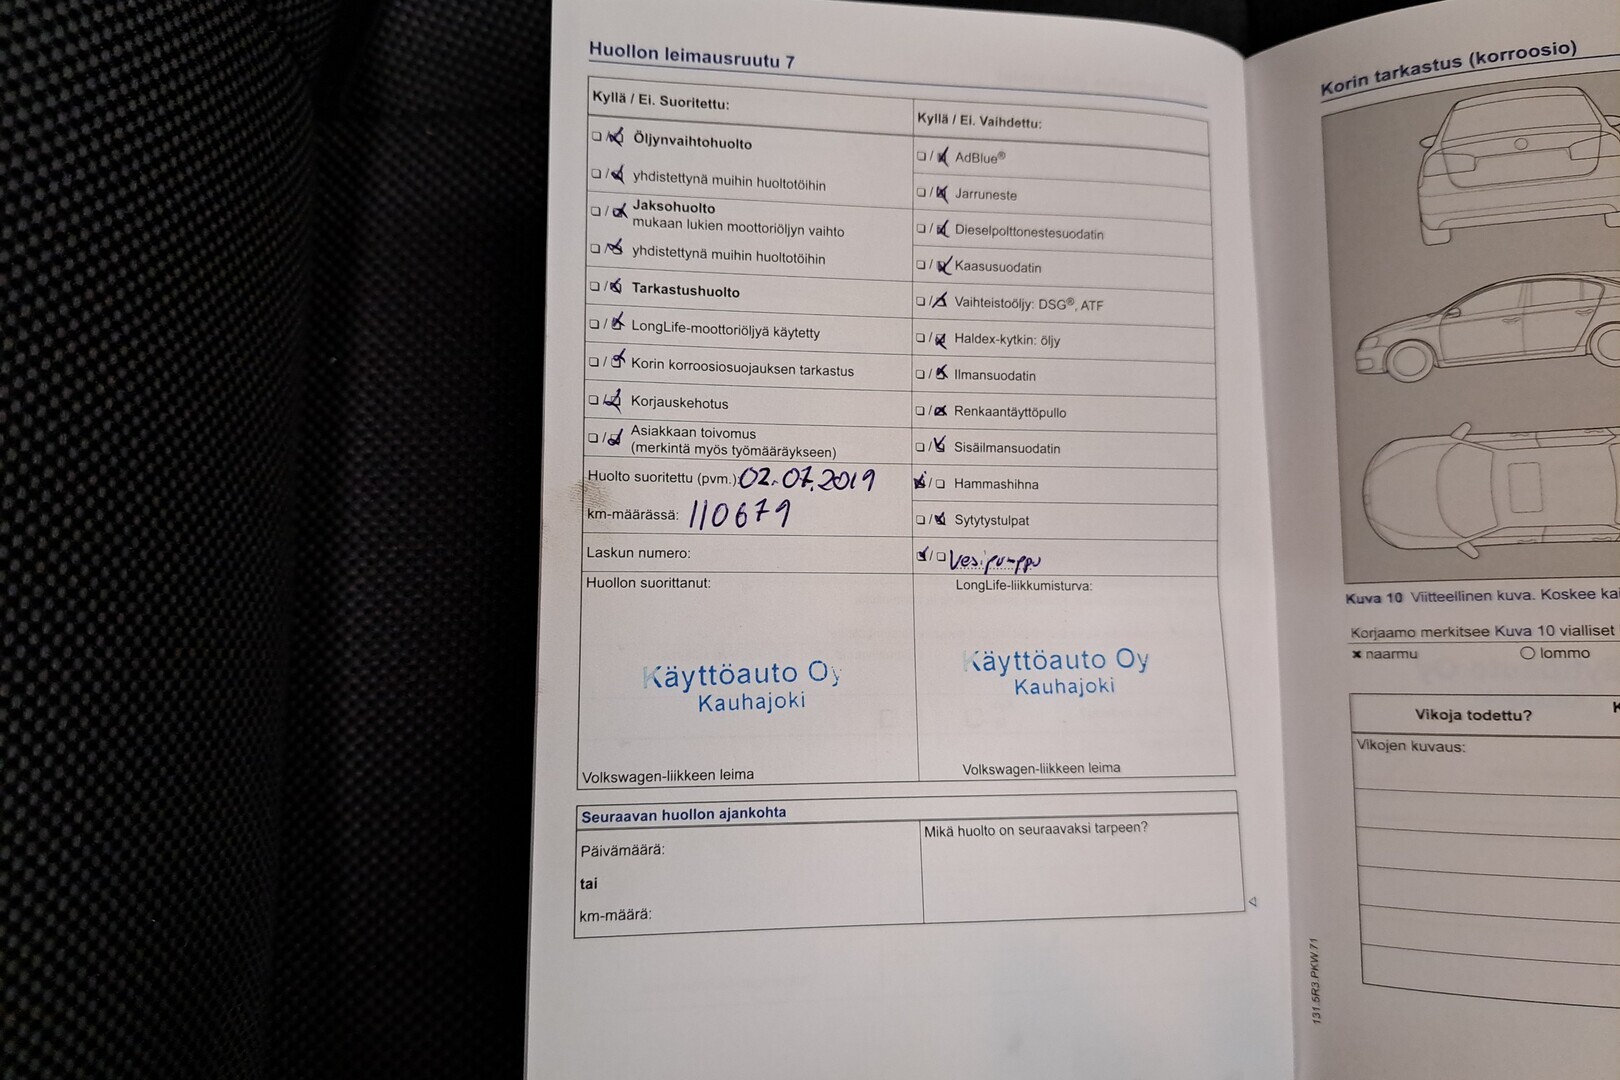 Huollon leimausruutu 7
Kyllä / Ei. Suoritettu:
Öljynvaihtohuolto
yhdistettynä muihin huoltotöihin
Jaksohuolto
mukaan lukien moottoriöljyn vaihto
yhdistettynä muihin huoltotöihin
Tarkastushuolto
LongLife-moottoriöljyä käytetty
Korin korroosiosuojauksen tarkastus
Korjauskehotus
Asiakkaan toivomus
(merkintä myös työmääräykseen)
Huolto suoritettu (pvm.): 02.07.2019
km-määrässä: 110679
Laskun numero:
Huollon suorittanut:
Käyttöauto Oy
Kauhajoki
Volkswagen-liikkeen leima
Kyllä / Ei. Vaihdettu:
AdBlue®
Jarruneste
Dieselpolttonestesuodatin
Kaasusuodatin
Vaihteistoöljy: DSG®, ATF
Haldex-kytkin: öljy
Ilmansuodatin
Renkaantäyttöpullo
Sisäilmansuodatin
Hammashihna
Sytytystulpat
Vesipumppu
LongLife-liikkumisturva:
Käyttöauto Oy
Kauhajoki
Volkswagen-liikkeen leima
Seuraavan huollon ajankohta
Päivämäärä:
tai
km-määrä:
Mikä huolto on seuraavaksi tarpeen?
Korin tarkastus (korroosio)
Kuva 10 Viitteellinen kuva. Koskee
Korjaamo merkitsee Kuva 10 vialliset
× naarmu
○ lommo
Vikoja todettu?
Vikojen kuvaus:
131.5R3.PKW.71